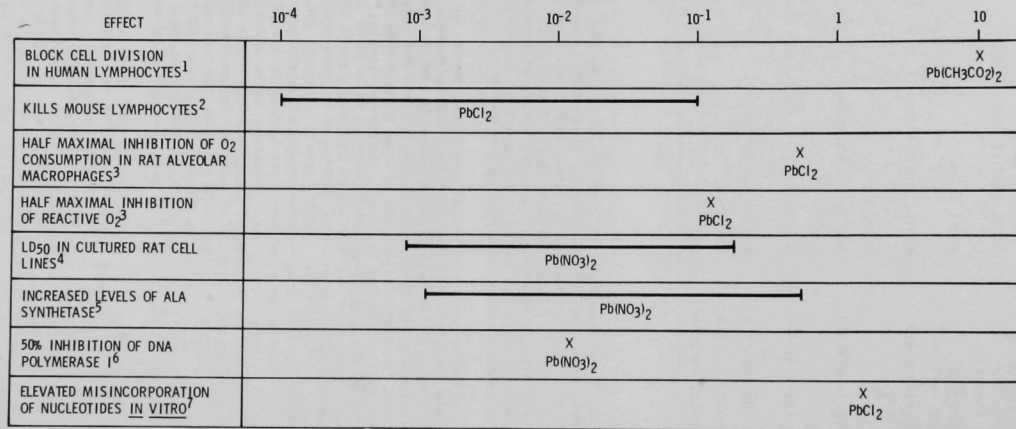 EFFECT 10-4 10-3 10-2 10-1 1 10
BLOCK CELL DIVISION
IN HUMAN LYMPHOCYTES1
X
Pb(CH3CO2)2
KILLS MOUSE LYMPHOCYTES2
PbCl2
HALF MAXIMAL INHIBITION OF O2
CONSUMPTION IN RAT ALVEOLAR
MACROPHAGES3
X
PbCl2
HALF MAXIMAL INHIBITION
OF REACTIVE O23
X
PbCl2
LD50 IN CULTURED RAT CELL
LINES4
Pb(NO3)2
INCREASED LEVELS OF ALA
SYNTHETASE5
Pb(NO3)2
50% INHIBITION OF DNA
POLYMERASE I6
X
Pb(NO3)2
ELEVATED MISINCORPORATION
OF NUCLEOTIDES IN VITRO7
X
PbCl2